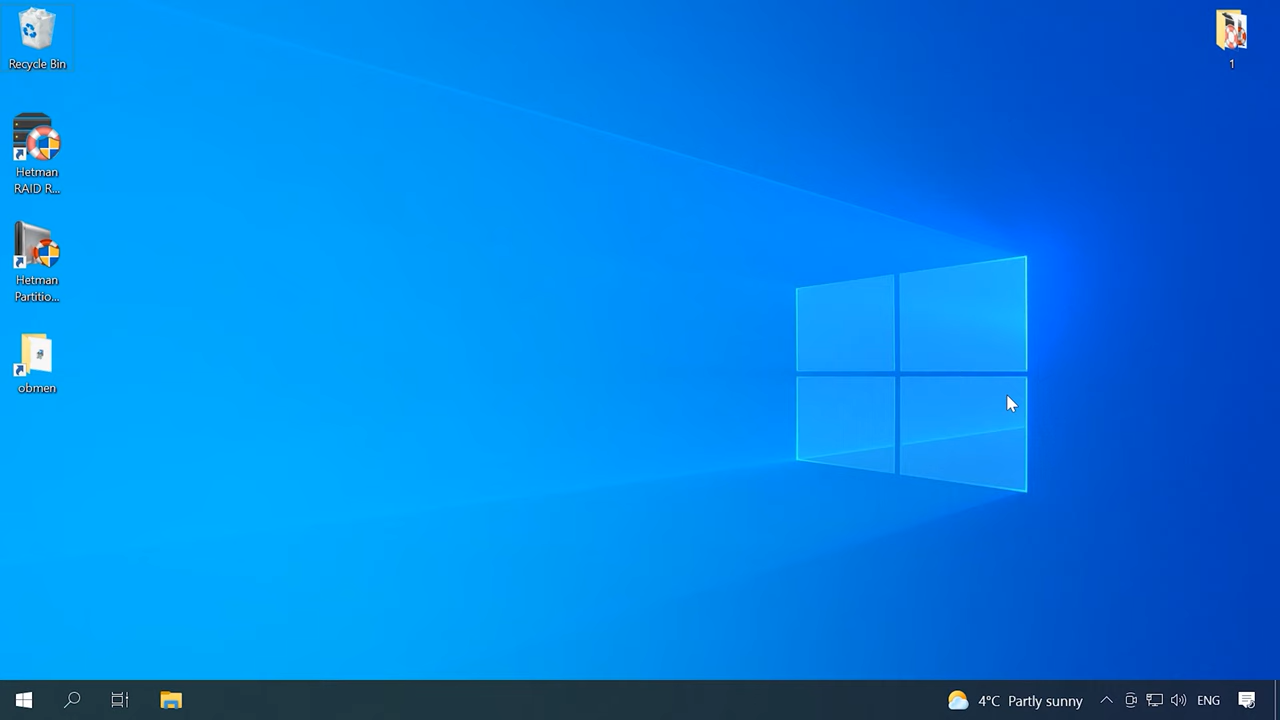 Recycle Bin
1
Hetman
RAID R...
Hetman
Partitio...
obmen
4°C Partly sunny
ENG